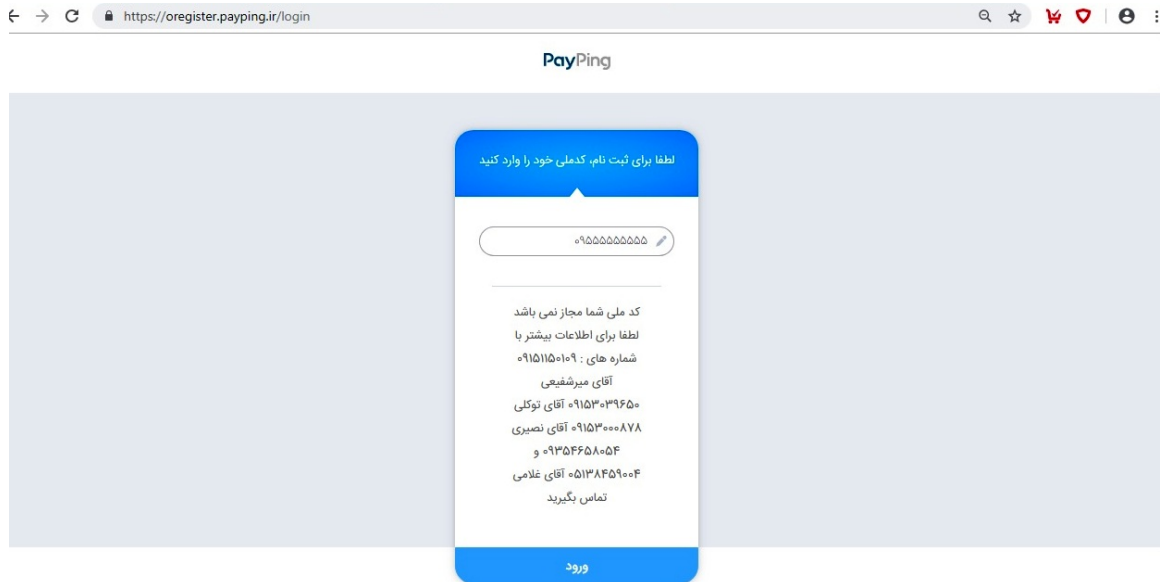 https://oregister.payping.ir/login
PayPing
لطفا برای ثبت نام، کدملی خود را وارد کنید
۰۹۵۵۵۵۵۵۵۵۵
کد ملی شما مجاز نمی باشد
لطفا برای اطلاعات بیشتر با
شماره های : ۰۹۱۵۱۱۵۰۱۰۹
آقای میرشفیعی
۰۹۱۵۳۰۳۹۶۵۰ آقای توکلی
۰۹۱۵۳۰۰۰۸۷۸ آقای نصیری
۰۹۳۵۴۶۵۸۰۵۴ و
۰۵۱۳۸۴۵۹۰۰۴ آقای غلامی
تماس بگیرید
ورود